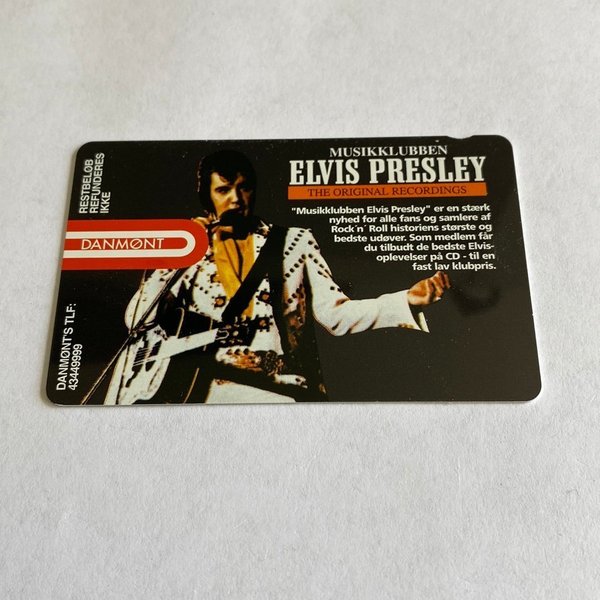 RESTBELØB
REFUNDERES
IKKE
DANMØNT
DANMØNT'S TLF:
43449999
MUSIKKLUBBEN
ELVIS PRESLEY
THE ORIGINAL RECORDINGS
"Musikklubben Elvis Presley" er en stærk
nyhed for alle fans og samlere af
Rock´n´ Roll historiens største og
bedste udøver. Som medlem får
du tilbudt de bedste Elvis-
oplevelser på CD - til en
fast lav klubpris.